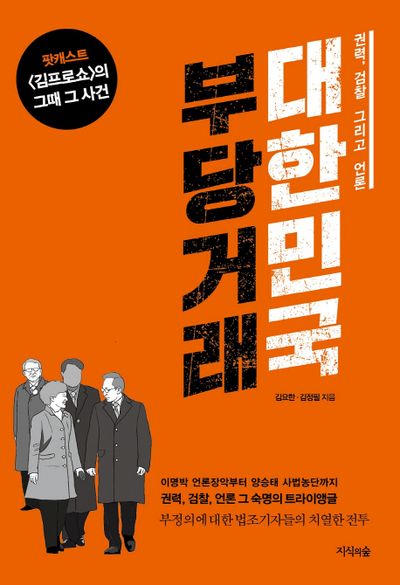 팟캐스트
〈김프로쇼〉의
그때 그 사건
권력, 검찰 그리고 언론
대한민국
부당거래
김요한·김정필 지음
이명박 언론장악부터 양승태 사법농단까지
권력, 검찰, 언론 그 숙명의 트라이앵글
부정의에 대한 법조기자들의 치열한 전투
지식의숲